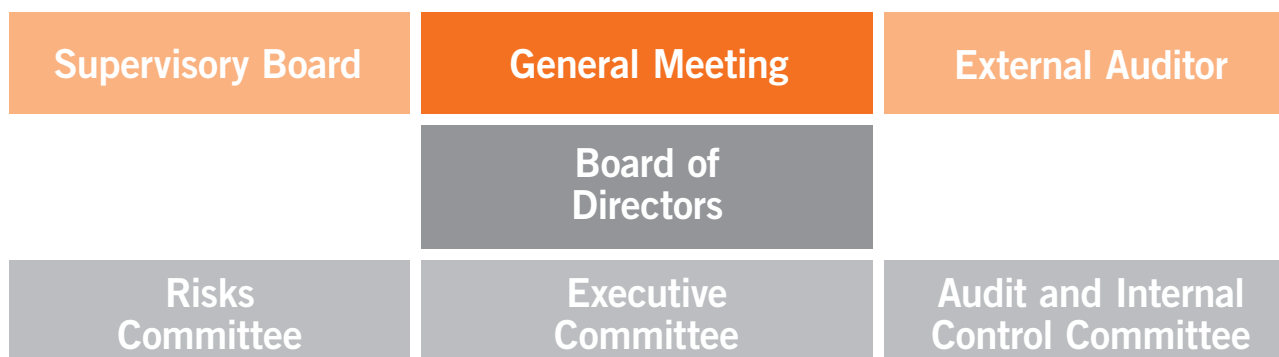 Supervisory Board
General Meeting
External Auditor
Board of
Directors
Risks
Committee
Executive
Committee
Audit and Internal
Control Committee